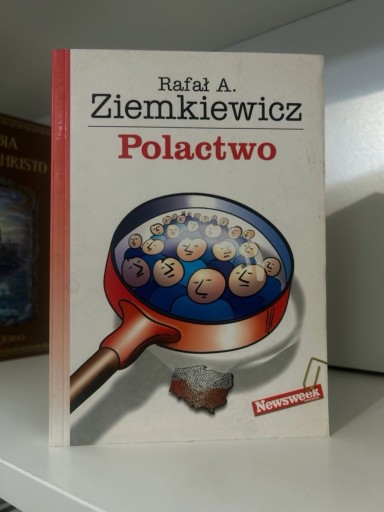 Rafał A.
Ziemkiewicz
Polactwo
Newsweek